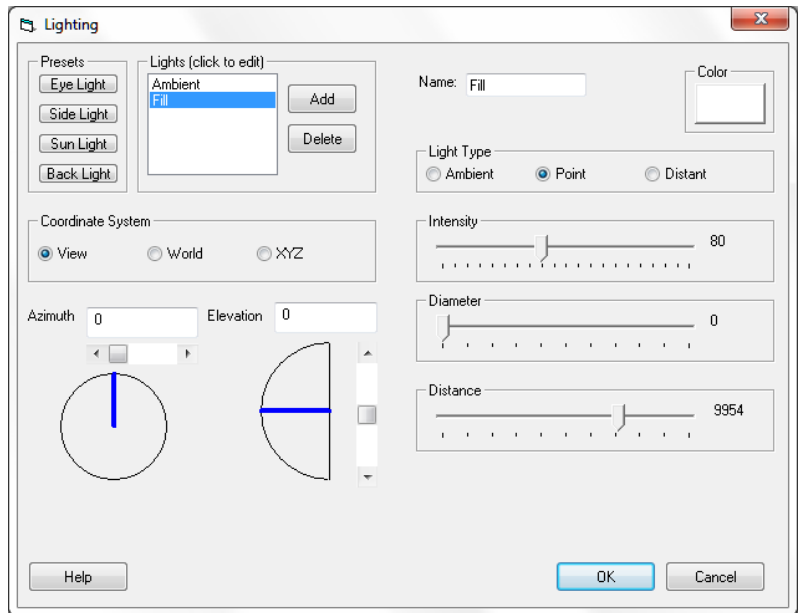 Lighting
Presets
Eye Light
Side Light
Sun Light
Back Light
Lights (click to edit)
Ambient
Fill
Add
Delete
Name: Fill
Color
Light Type
Ambient Point Distant
Coordinate System
View World XYZ
Intensity
80
Diameter
0
Distance
9954
Azimuth 0
Elevation 0
Help
OK
Cancel